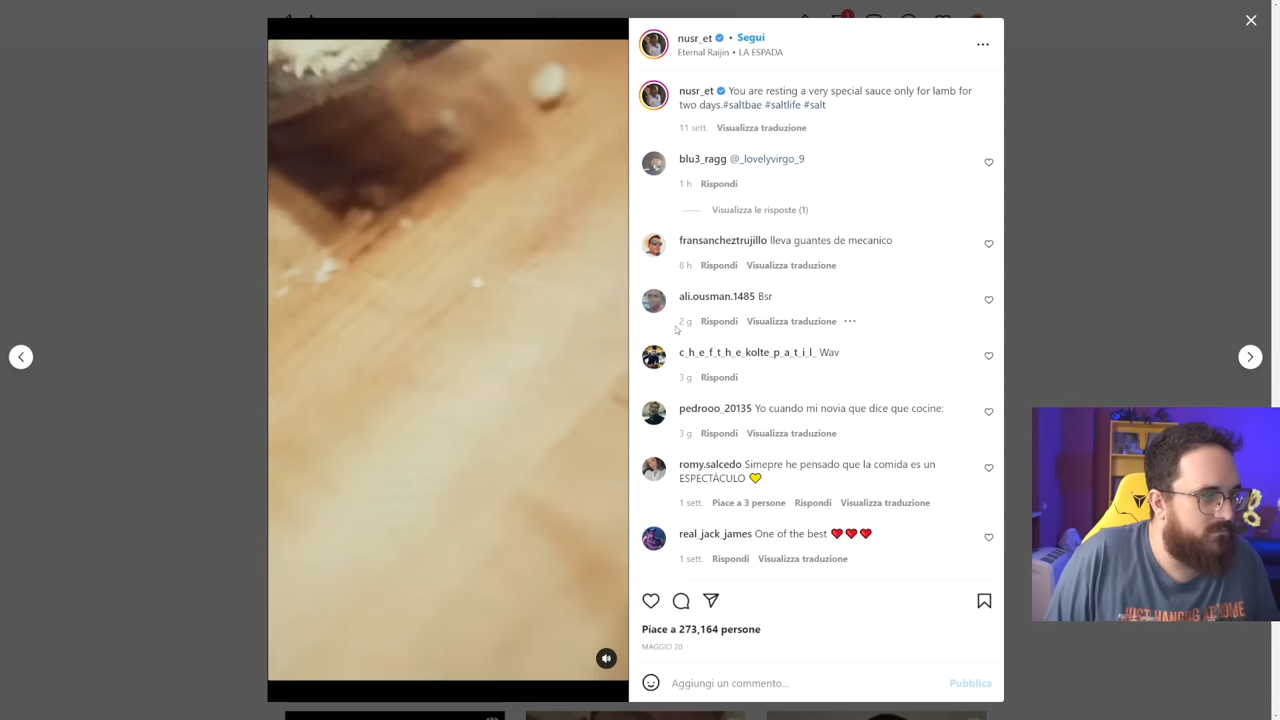 nusr_et • Segui
Eternal Raijin • LA ESPADA
nusr_et You are resting a very special sauce only for lamb for
two days.#saltbae #saltlife #salt
11 sett. Visualizza traduzione
blu3_ragg @_lovelyvirgo_9
1 h Rispondi
Visualizza le risposte (1)
fransancheztrujillo lleva guantes de mecanico
8 h Rispondi Visualizza traduzione
ali.ousman.1485 Bsr
2 g Rispondi Visualizza traduzione
c_h_e_f_t_h_e_kolte_p_a_t_i_l_ Wav
3 g Rispondi
pedrooo_20135 Yo cuando mi novia que dice que cocine:
3 g Rispondi Visualizza traduzione
romy.salcedo Simepre he pensado que la comida es un
ESPECTÁCULO 💛
1 sett. Piace a 3 persone Rispondi Visualizza traduzione
real_jack_james One of the best ❤️❤️❤️
1 sett. Rispondi Visualizza traduzione
Piace a 273,164 persone
MAGGIO 20
Aggiungi un commento... Pubblica
JUST HANGING AT HOME